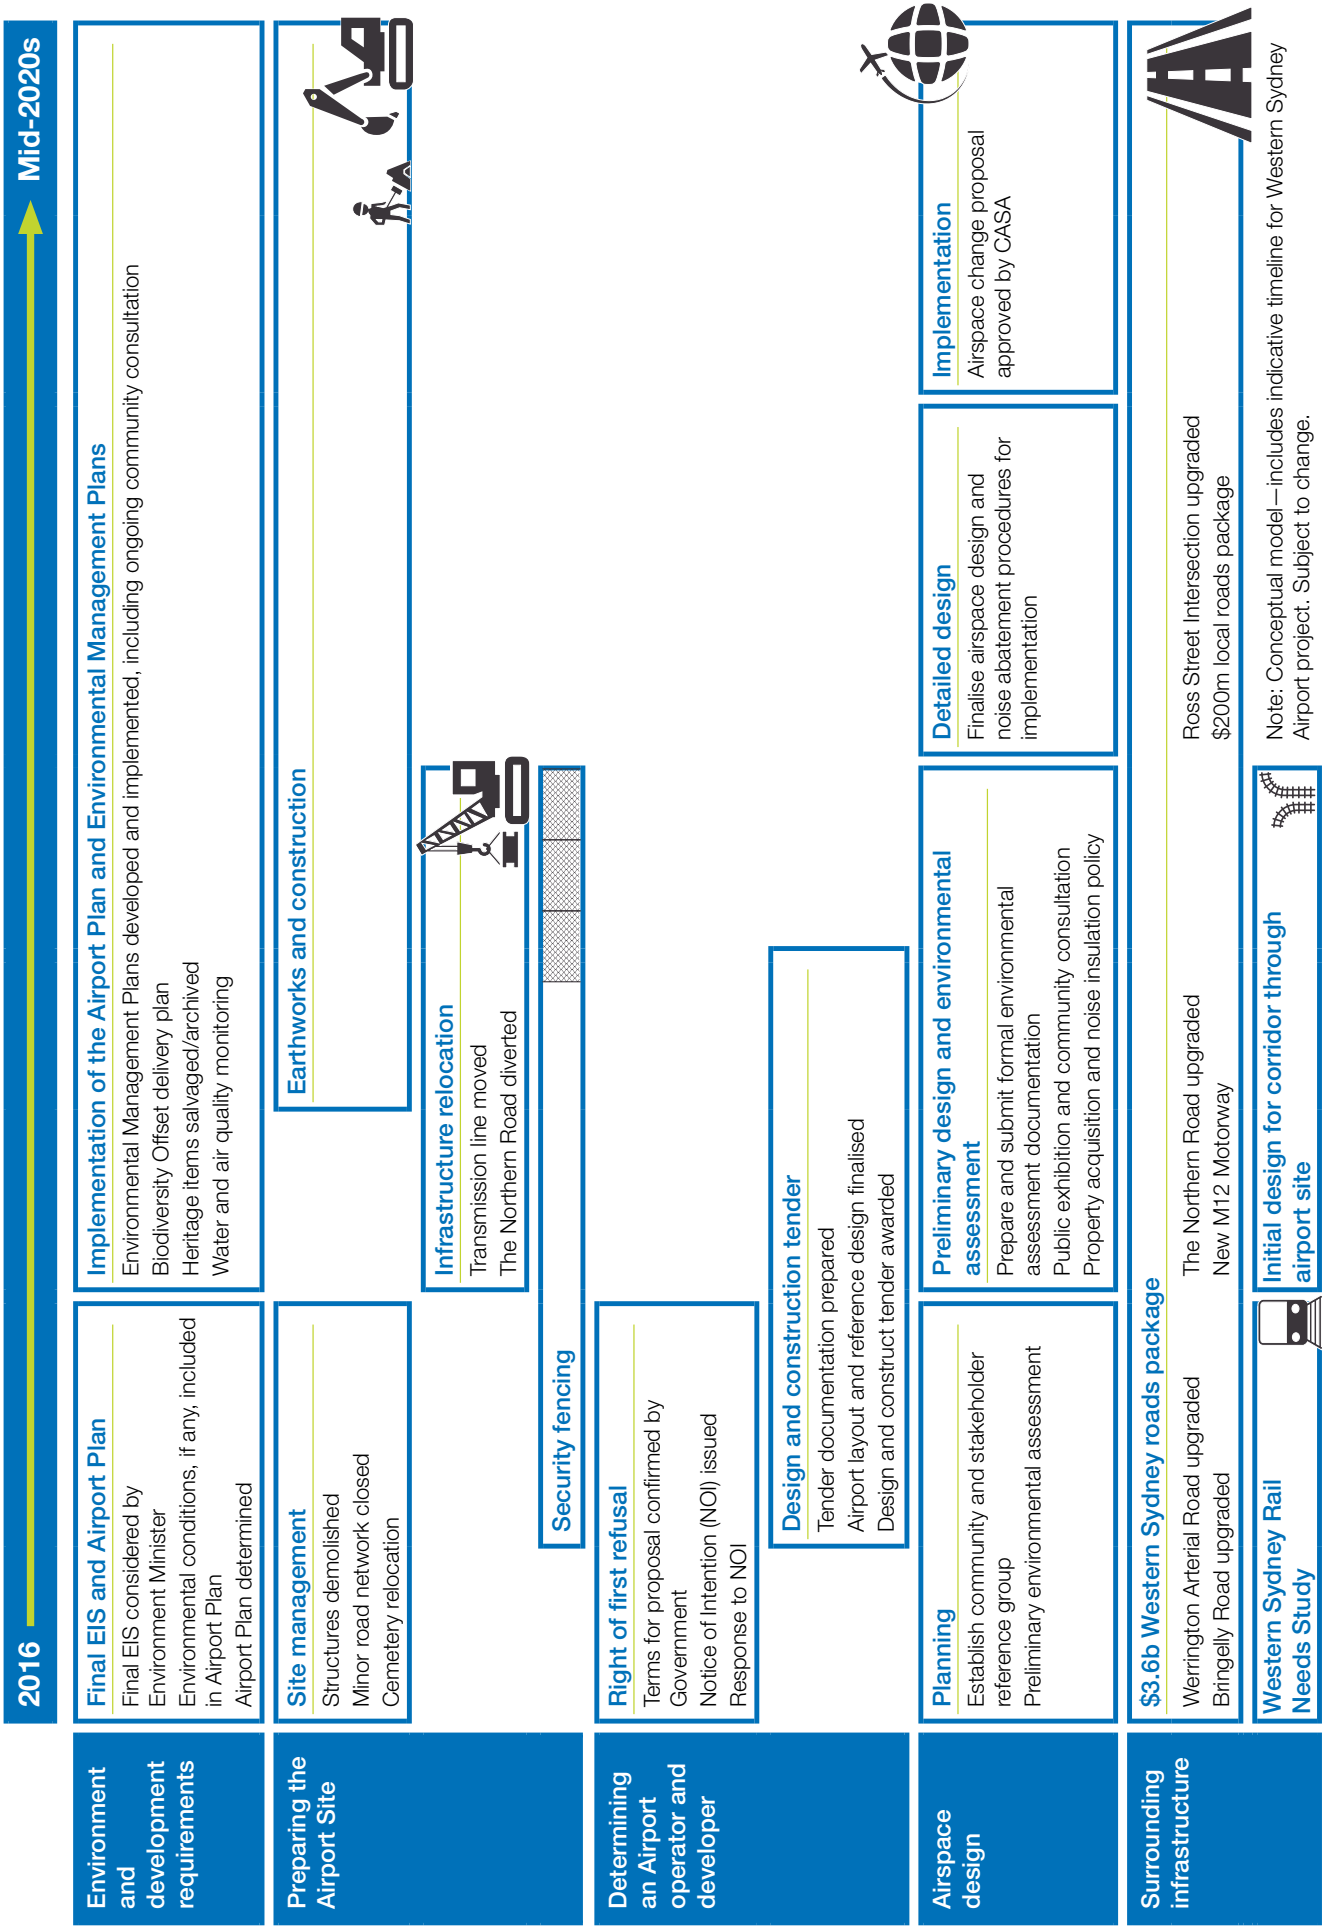 2016
Mid-2020s
Environment
and
development
requirements
Final EIS and Airport Plan
Final EIS considered by
Environment Minister
Environmental conditions, if any, included
in Airport Plan
Airport Plan determined
Implementation of the Airport Plan and Environmental Management Plans
Environmental Management Plans developed and implemented, including ongoing community consultation
Biodiversity Offset delivery plan
Heritage items salvaged/archived
Water and air quality monitoring
Preparing the
Airport Site
Site management
Structures demolished
Minor road network closed
Cemetery relocation
Earthworks and construction
Infrastructure relocation
Transmission line moved
The Northern Road diverted
Security fencing
Determining
an Airport
operator and
developer
Right of first refusal
Terms for proposal confirmed by
Government
Notice of Intention (NOI) issued
Response to NOI
Design and construction tender
Tender documentation prepared
Airport layout and reference design finalised
Design and construct tender awarded
Airspace
design
Planning
Establish community and stakeholder
reference group
Preliminary environmental assessment
Preliminary design and environmental
assessment
Prepare and submit formal environmental
assessment documentation
Public exhibition and community consultation
Property acquisition and noise insulation policy
Detailed design
Finalise airspace design and
noise abatement procedures for
implementation
Implementation
Airspace change proposal
approved by CASA
Surrounding
infrastructure
$3.6b Western Sydney roads package
Werrington Arterial Road upgraded
Bringelly Road upgraded
The Northern Road upgraded
New M12 Motorway
Ross Street Intersection upgraded
$200m local roads package
Western Sydney Rail
Needs Study
Initial design for corridor through
airport site
Note: Conceptual model—includes indicative timeline for Western Sydney
Airport project. Subject to change.